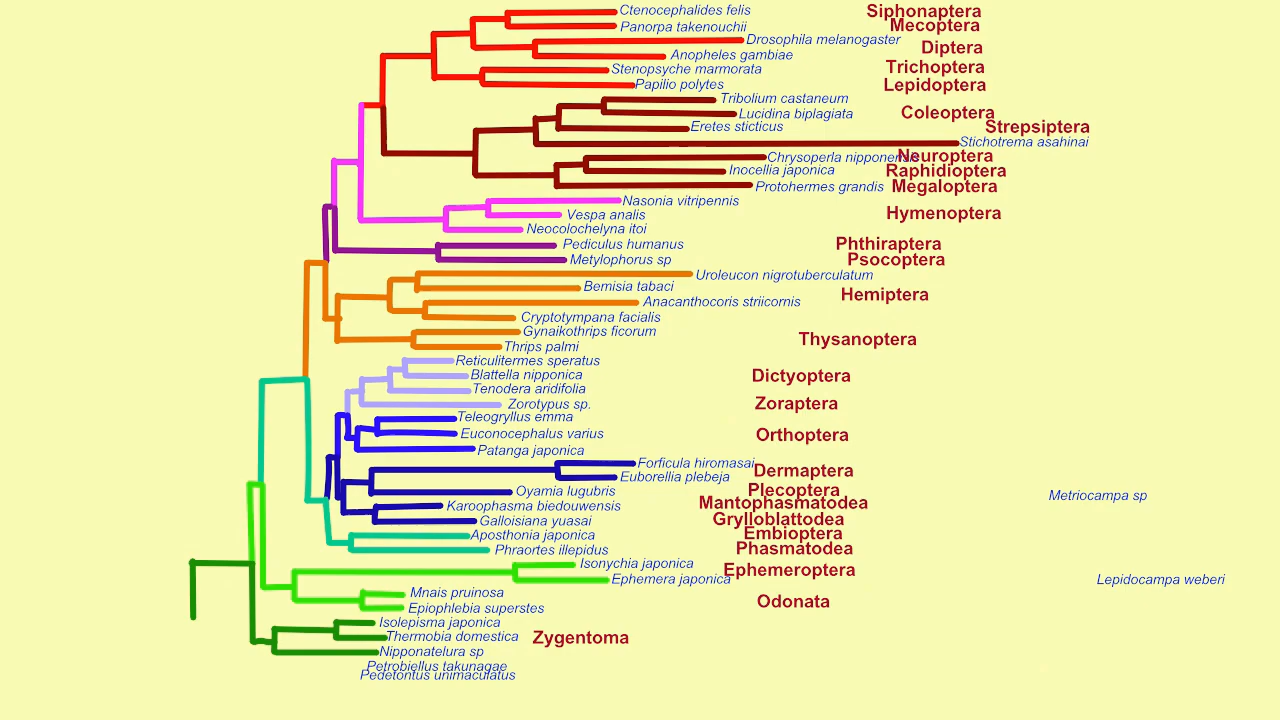 Ctenocephalides felis Siphonaptera
Panorpa takenouchii Mecoptera
Drosophila melanogaster Diptera
Anopheles gambiae
Stenopsyche marmorata Trichoptera
Papilio polytes Lepidoptera
Tribolium castaneum
Lucidina biplagiata Coleoptera
Eretes sticticus Strepsiptera
Stichotrema asahinai
Chrysoperla nipponensis Neuroptera
Inocellia japonica Raphidioptera
Protohermes grandis Megaloptera
Nasonia vitripennis
Vespa analis Hymenoptera
Neocolochelyna itoi
Pediculus humanus Phthiraptera
Metylophorus sp Psocoptera
Uroleucon nigrotuberculatum
Bemisia tabaci Hemiptera
Anacanthocoris striicornis
Cryptotympana facialis
Gynaikothrips ficorum Thysanoptera
Thrips palmi
Reticulitermes speratus
Blattella nipponica Dictyoptera
Tenodera aridifolia
Zorotypus sp. Zoraptera
Teleogryllus emma
Euconocephalus varius Orthoptera
Patanga japonica
Forficula hiromasai Dermaptera
Euborellia plebeja
Oyamia lugubris Plecoptera
Metriocampa sp
Karoophasma biedouwensis Mantophasmatodea
Galloisiana yuasai Grylloblattodea
Aposthonia japonica Embioptera
Phraortes illepidus Phasmatodea
Isonychia japonica Ephemeroptera
Ephemera japonica Lepidocampa weberi
Mnais pruinosa Odonata
Epiophlebia superstes
Isolepisma japonica
Thermobia domestica Zygentoma
Nipponatelura sp
Petrobiellus takunagae
Pedetontus unimaculatus